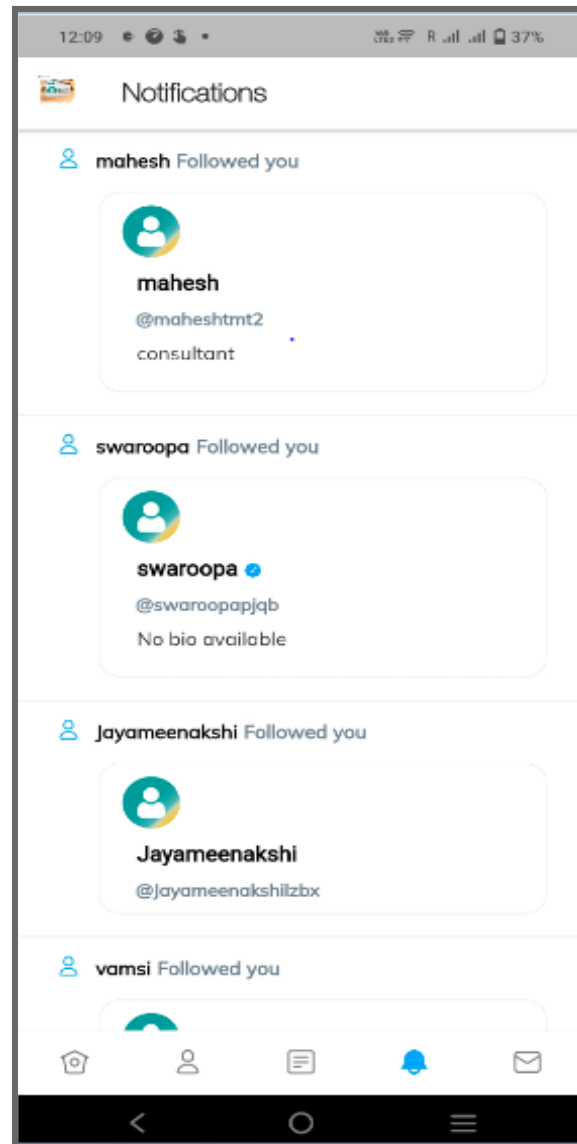 12:09 R 37%
Notifications
mahesh Followed you
mahesh
@maheshtmt2
consultant
swaroopa Followed you
swaroopa
@swaroopapjqb
No bio available
Jayameenakshi Followed you
Jayameenakshi
@Jayameenakshilzbx
vamsi Followed you